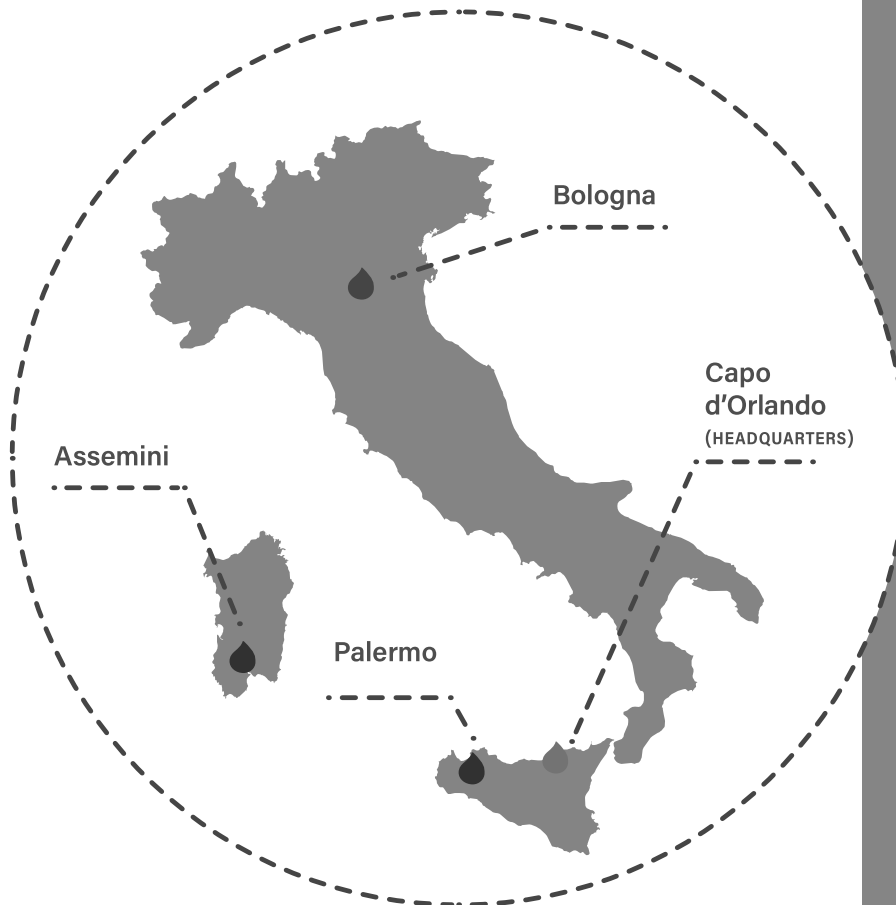 Bologna
Capo
d'Orlando
(HEADQUARTERS)
Assemini
Palermo